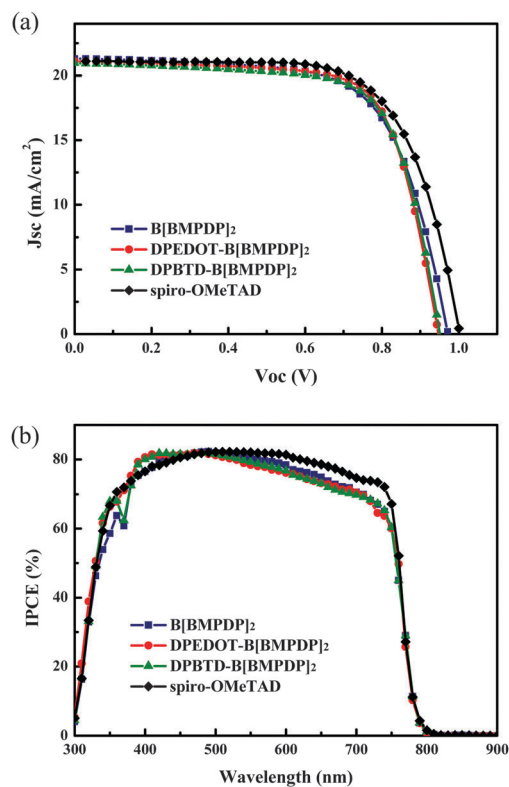 (a)
25
20
15
10
5
0
Jsc (mA/cm²)
B[BMPDP]₂
DPEDOT-B[BMPDP]₂
DPBTD-B[BMPDP]₂
spiro-OMeTAD
0.0 0.2 0.4 0.6 0.8 1.0
Voc (V)
(b)
80
60
40
20
0
IPCE (%)
B[BMPDP]₂
DPEDOT-B[BMPDP]₂
DPBTD-B[BMPDP]₂
spiro-OMeTAD
300 400 500 600 700 800 900
Wavelength (nm)